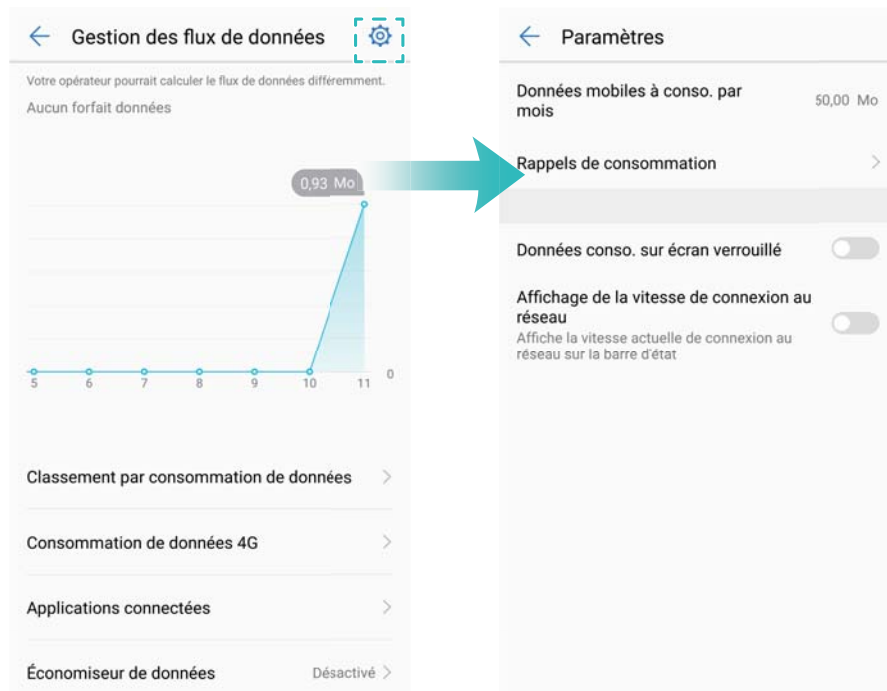 Gestion des flux de données
Votre opérateur pourrait calculer le flux de données différemment.
Aucun forfait données
0,93 Mo
0
5 6 7 8 9 10 11
Classement par consommation de données
Consommation de données 4G
Applications connectées
Économiseur de données Désactivé
Paramètres
Données mobiles à conso. par
mois
50,00 Mo
Rappels de consommation
Données conso. sur écran verrouillé
Affichage de la vitesse de connexion au
réseau
Affiche la vitesse actuelle de connexion au
réseau sur la barre d'état